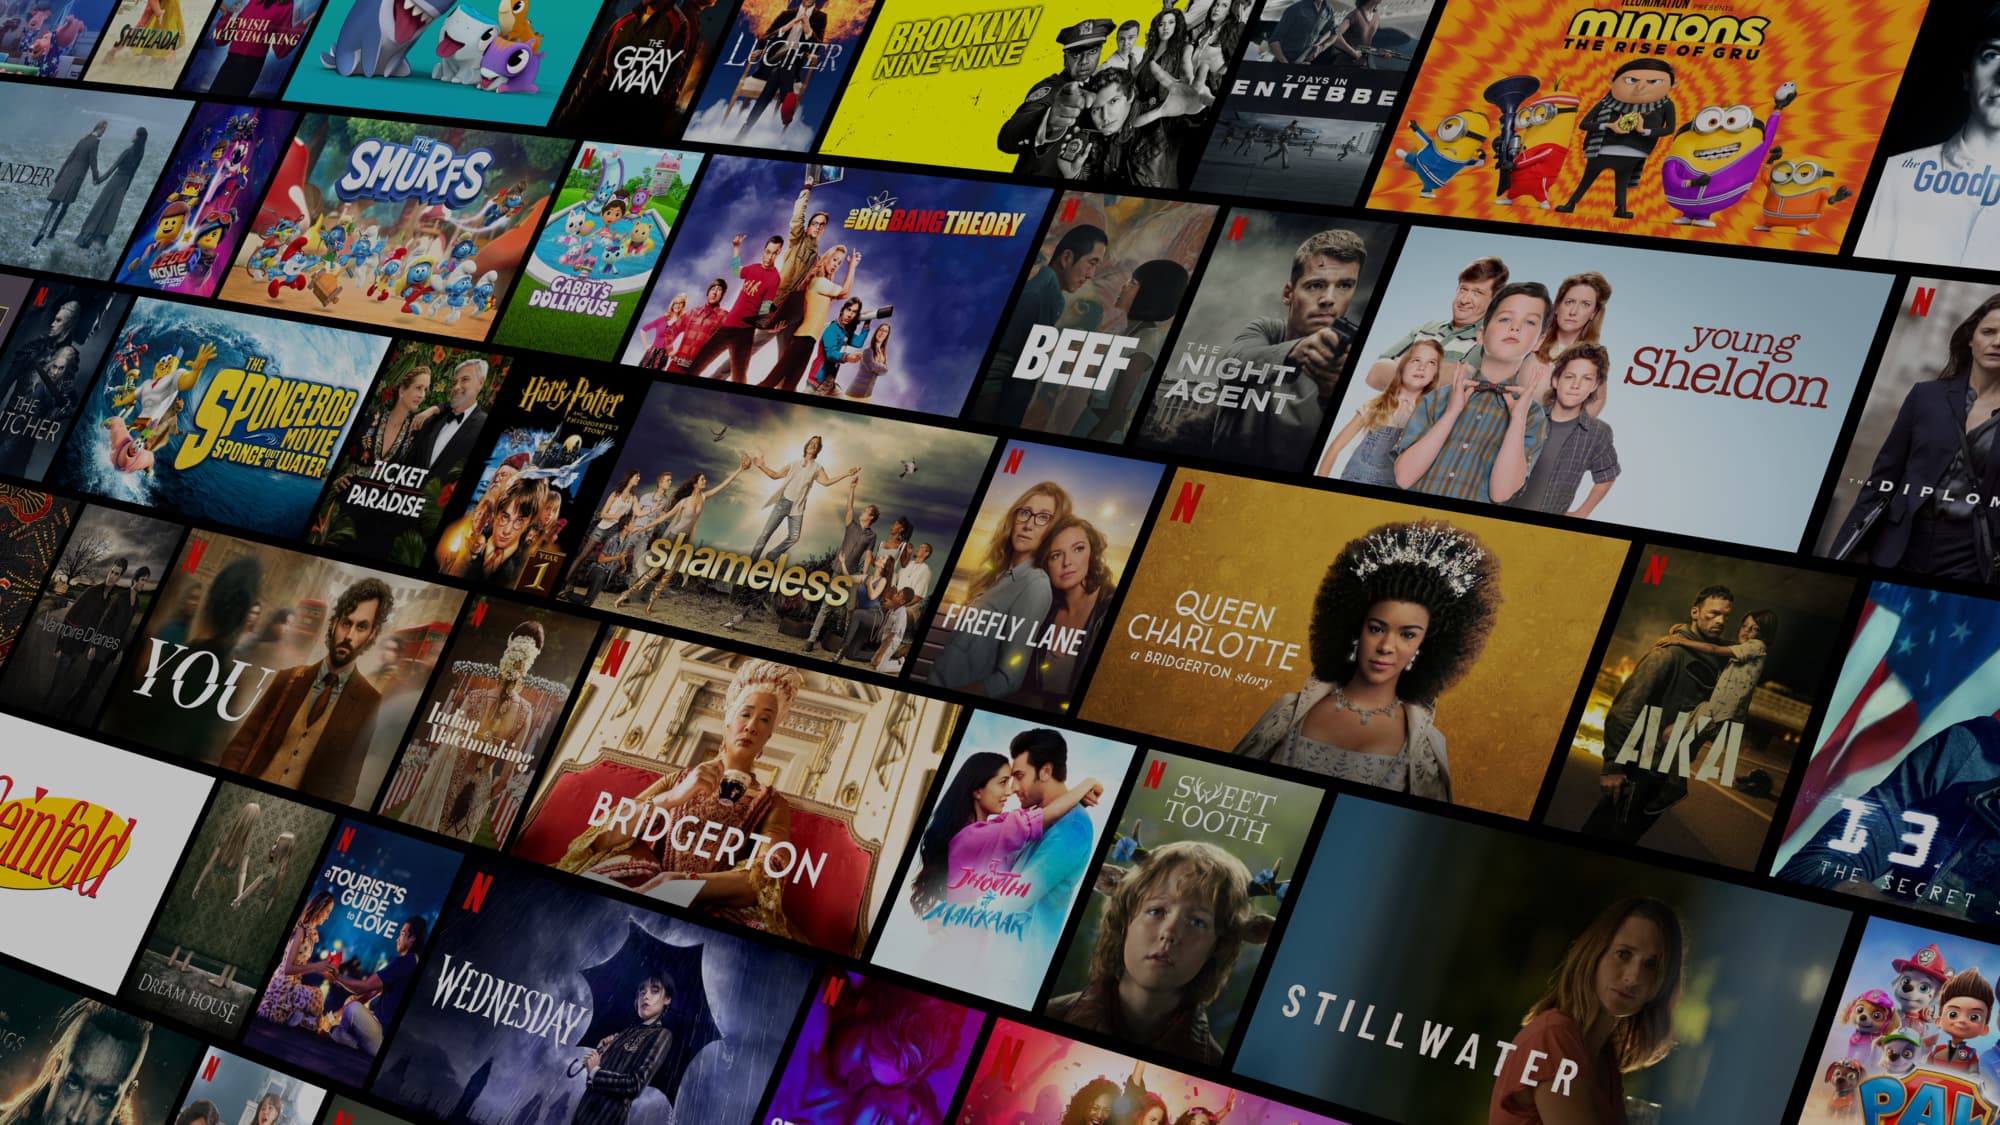 SHEHZADA
JEWISH
MATCHMAKING
THE
GRAY
MAN
LUCIFER
BROOKLYN
NINE-NINE
7 DAYS IN
ENTEBBE
ILLUMINATION PRESENTS
MINIONS
THE RISE OF GRU
the
GoodD
NDER
THE
LEGO
MOVIE
THE
SMURFS
N
GABBY'S
DOLLHOUSE
the BIG BANG THEORY
N
BEEF
N
THE
NIGHT
AGENT
young
Sheldon
N
THE DIPLOM
N
THE
TCHER
THE
SPONGEBOB
MOVIE
SPONGE OUT OF WATER
TICKET
to
PARADISE
Harry Potter
AND THE
PHILOSOPHER'S
STONE
YEAR
1
shameless
N
FIREFLY LANE
N
QUEEN
CHARLOTTE
a BRIDGERTON story
N
AKA
13
THE SECRET S
the Vampire Diaries
N
YOU
N
Indian
Matchmaking
N
BRIDGERTON
JHOOTHI
MAKKAAR
N
SWEET
TOOTH
STILLWATER
PAW
einfeld
DREAM HOUSE
N
a TOURIST'S
GUIDE
to LOVE
N
WEDNESDAY
N
N
N